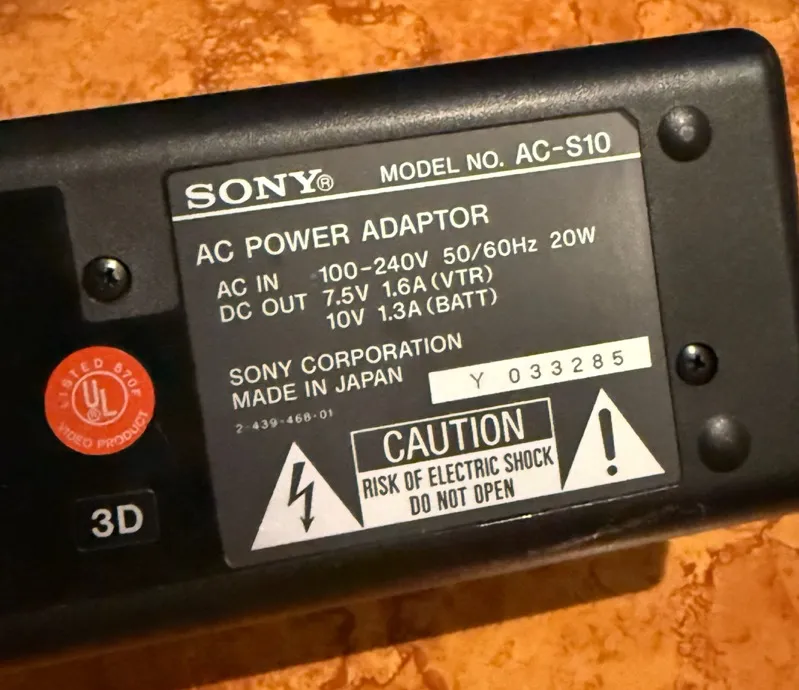 SONY® MODEL NO. AC-S10
AC POWER ADAPTOR
AC IN 100-240V 50/60Hz 20W
DC OUT 7.5V 1.6A(VTR)
10V 1.3A(BATT)
SONY CORPORATION
MADE IN JAPAN Y 033285
2-439-468-01
CAUTION
RISK OF ELECTRIC SHOCK
DO NOT OPEN
LISTED 570F
UL®
VIDEO PRODUCT
3D